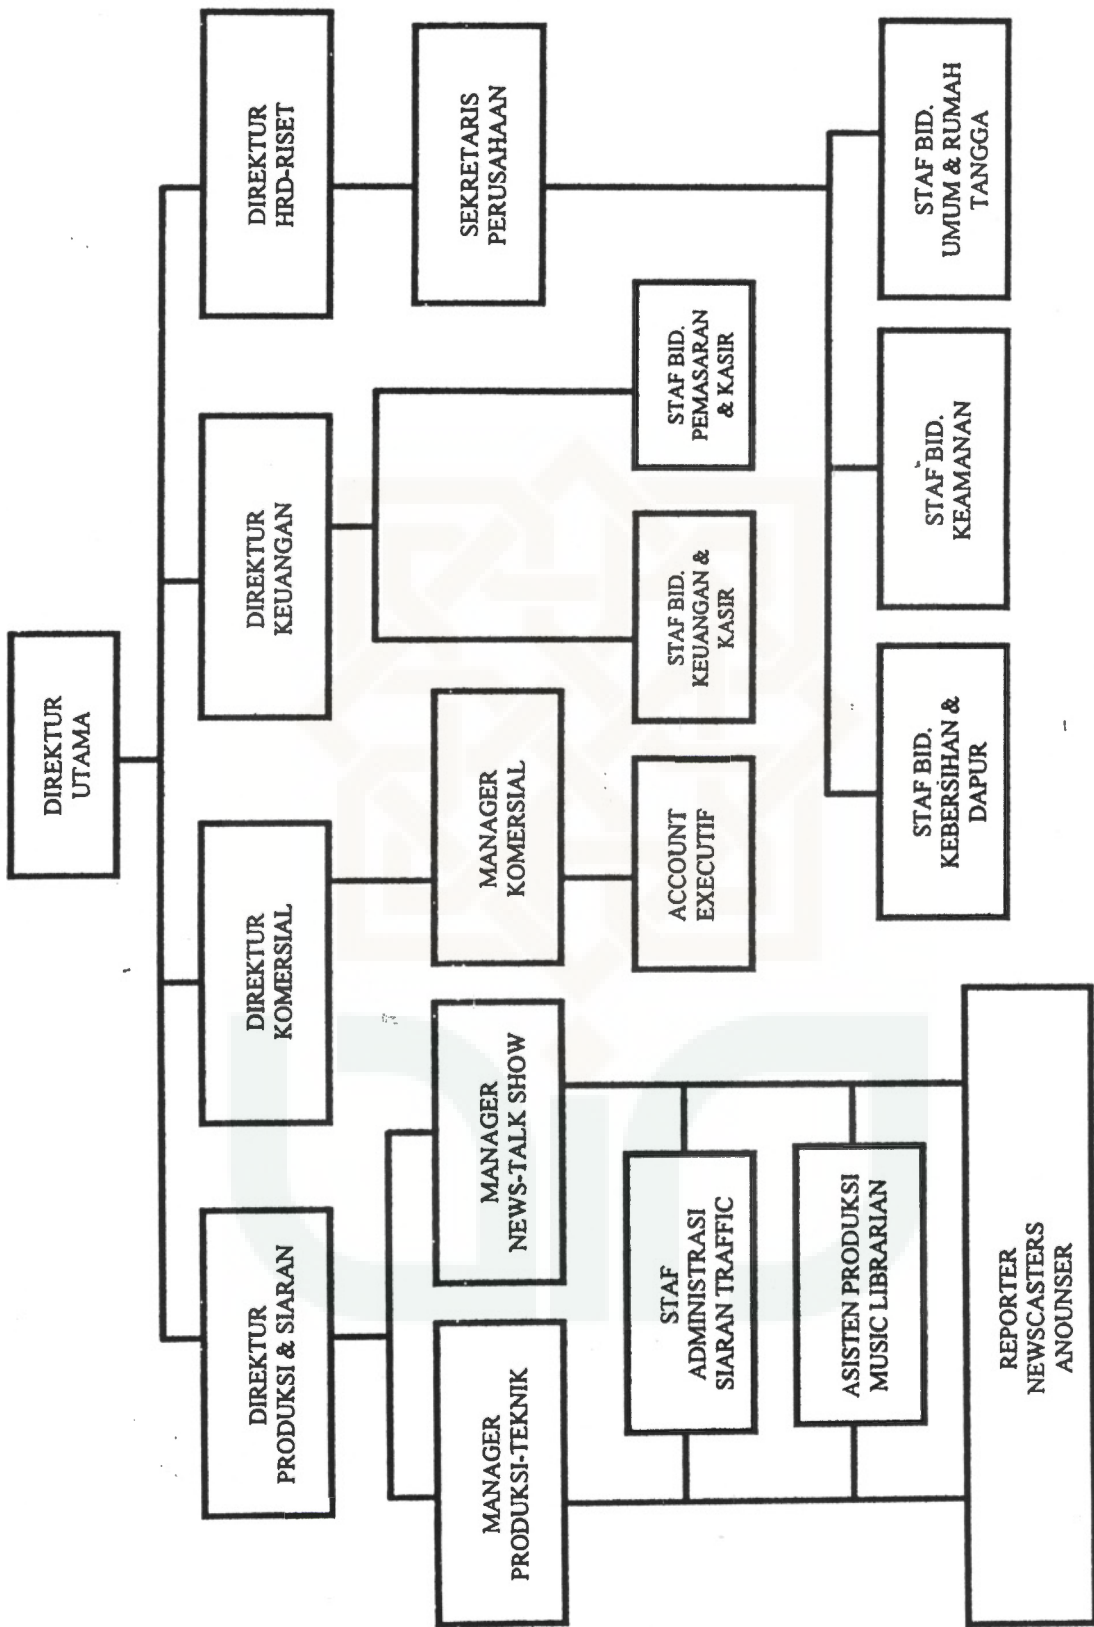 DIREKTUR
UTAMA
DIREKTUR
PRODUKSI & SIARAN
DIREKTUR
KOMERSIAL
DIREKTUR
KEUANGAN
DIREKTUR
HRD-RISET
MANAGER
PRODUKSI-TEKNIK
MANAGER
NEWS-TALK SHOW
MANAGER
KOMERSIAL
SEKRETARIS
PERUSAHAAN
STAF
ADMINISTRASI
SIARAN TRAFFIC
ACCOUNT
EXECUTIF
STAF BID.
KEUANGAN &
KASIR
STAF BID.
PEMASARAN
& KASIR
ASISTEN PRODUKSI
MUSIC LIBRARIAN
STAF BID.
KEBERSIHAN &
DAPUR
STAF BID.
KEAMANAN
STAF BID.
UMUM & RUMAH
TANGGA
REPORTER
NEWSCASTERS
ANOUNSER